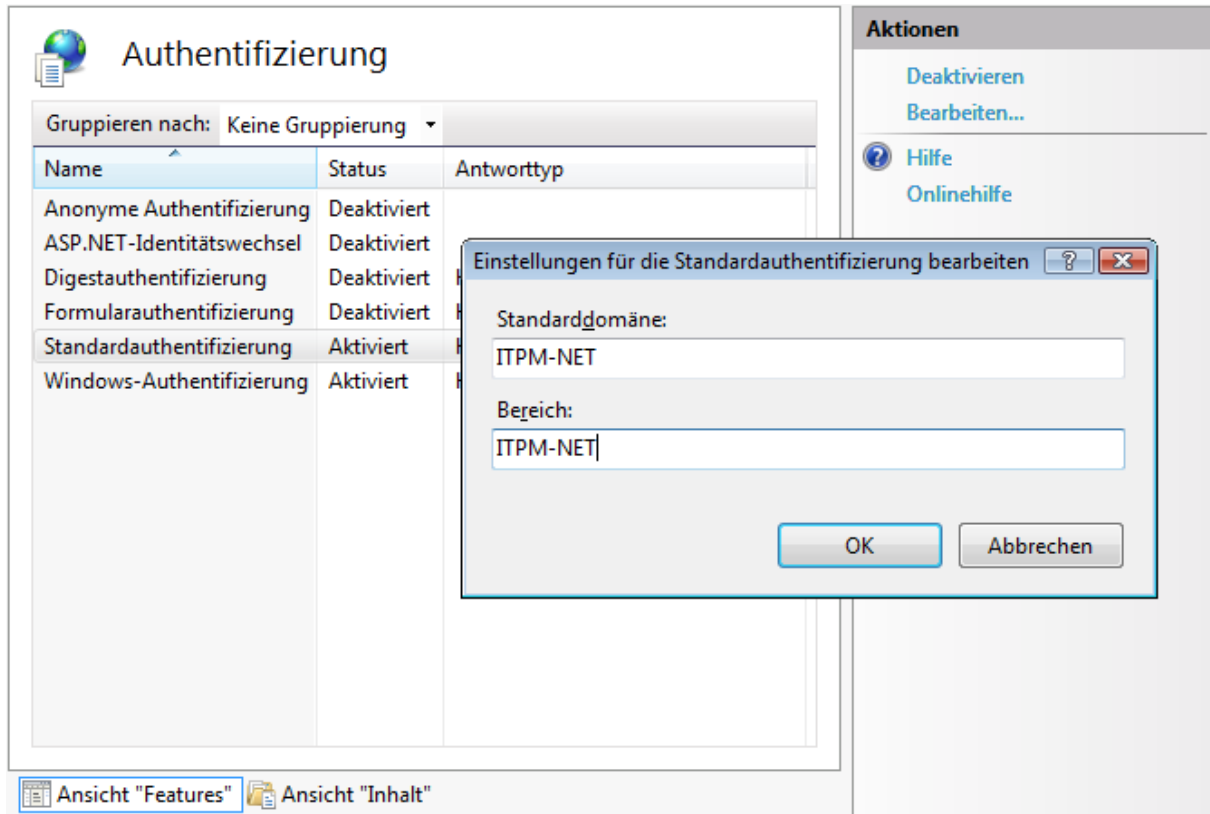 Authentifizierung
Gruppieren nach: Keine Gruppierung
Name Status Antworttyp
Anonyme Authentifizierung Deaktiviert
ASP.NET-Identitätswechsel Deaktiviert
Digestauthentifizierung Deaktiviert
Formularauthentifizierung Deaktiviert
Standardauthentifizierung Aktiviert
Windows-Authentifizierung Aktiviert
Einstellungen für die Standardauthentifizierung bearbeiten
Standarddomäne:
ITPM-NET
Bereich:
ITPM-NET
OK Abbrechen
Ansicht "Features" Ansicht "Inhalt"
Aktionen
Deaktivieren
Bearbeiten...
Hilfe
Onlinehilfe